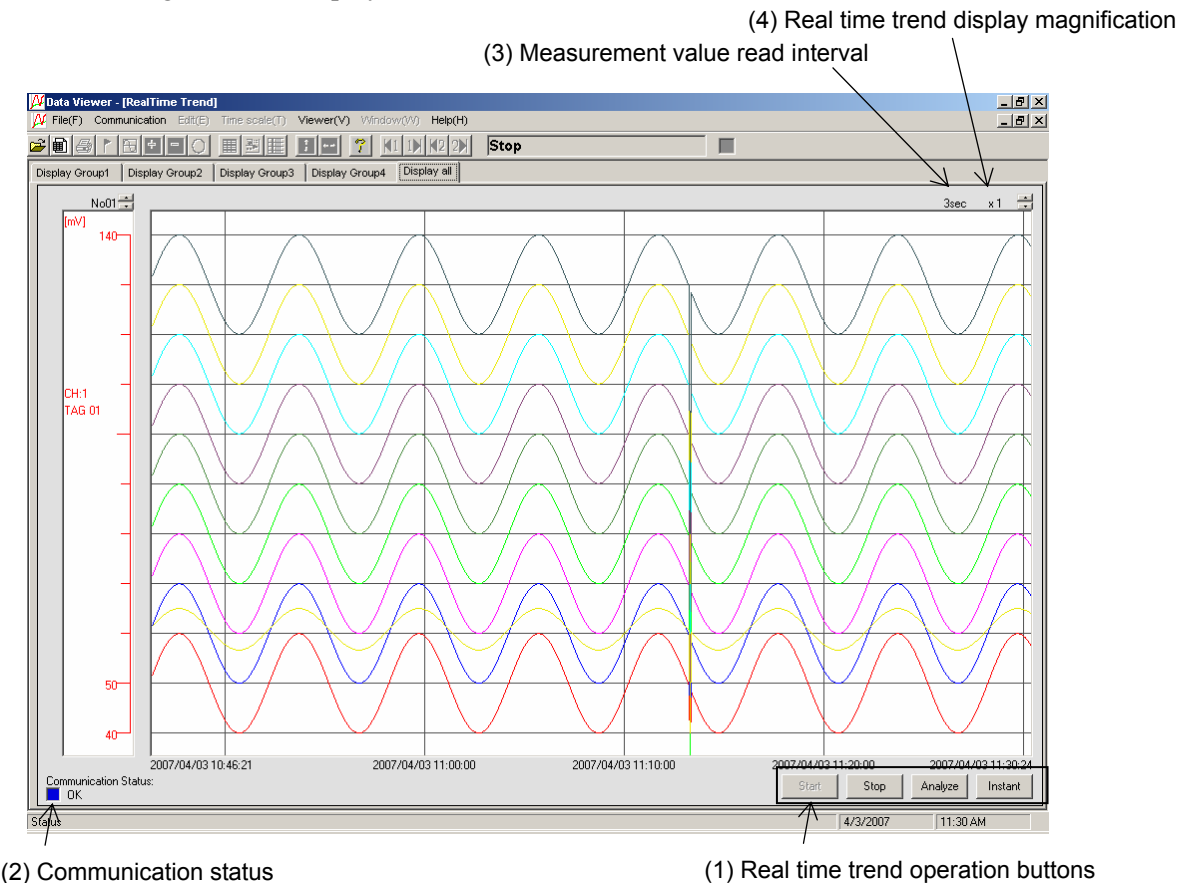 (4) Real time trend display magnification
(3) Measurement value read interval
Data Viewer - [RealTime Trend]
File(F) Communication Edit(E) Time scale(T) Viewer(V) Window(W) Help(H)
Stop
Display Group1 Display Group2 Display Group3 Display Group4 Display all
No01 3sec x 1
[mV]
140
CH:1
TAG 01
50
40
2007/04/03 10:46:21 2007/04/03 11:00:00 2007/04/03 11:10:00 2007/04/03 11:20:00 2007/04/03 11:30:24
Communication Status:
OK
Start Stop Analyze Instant
Status 4/3/2007 11:30 AM
(2) Communication status
(1) Real time trend operation buttons